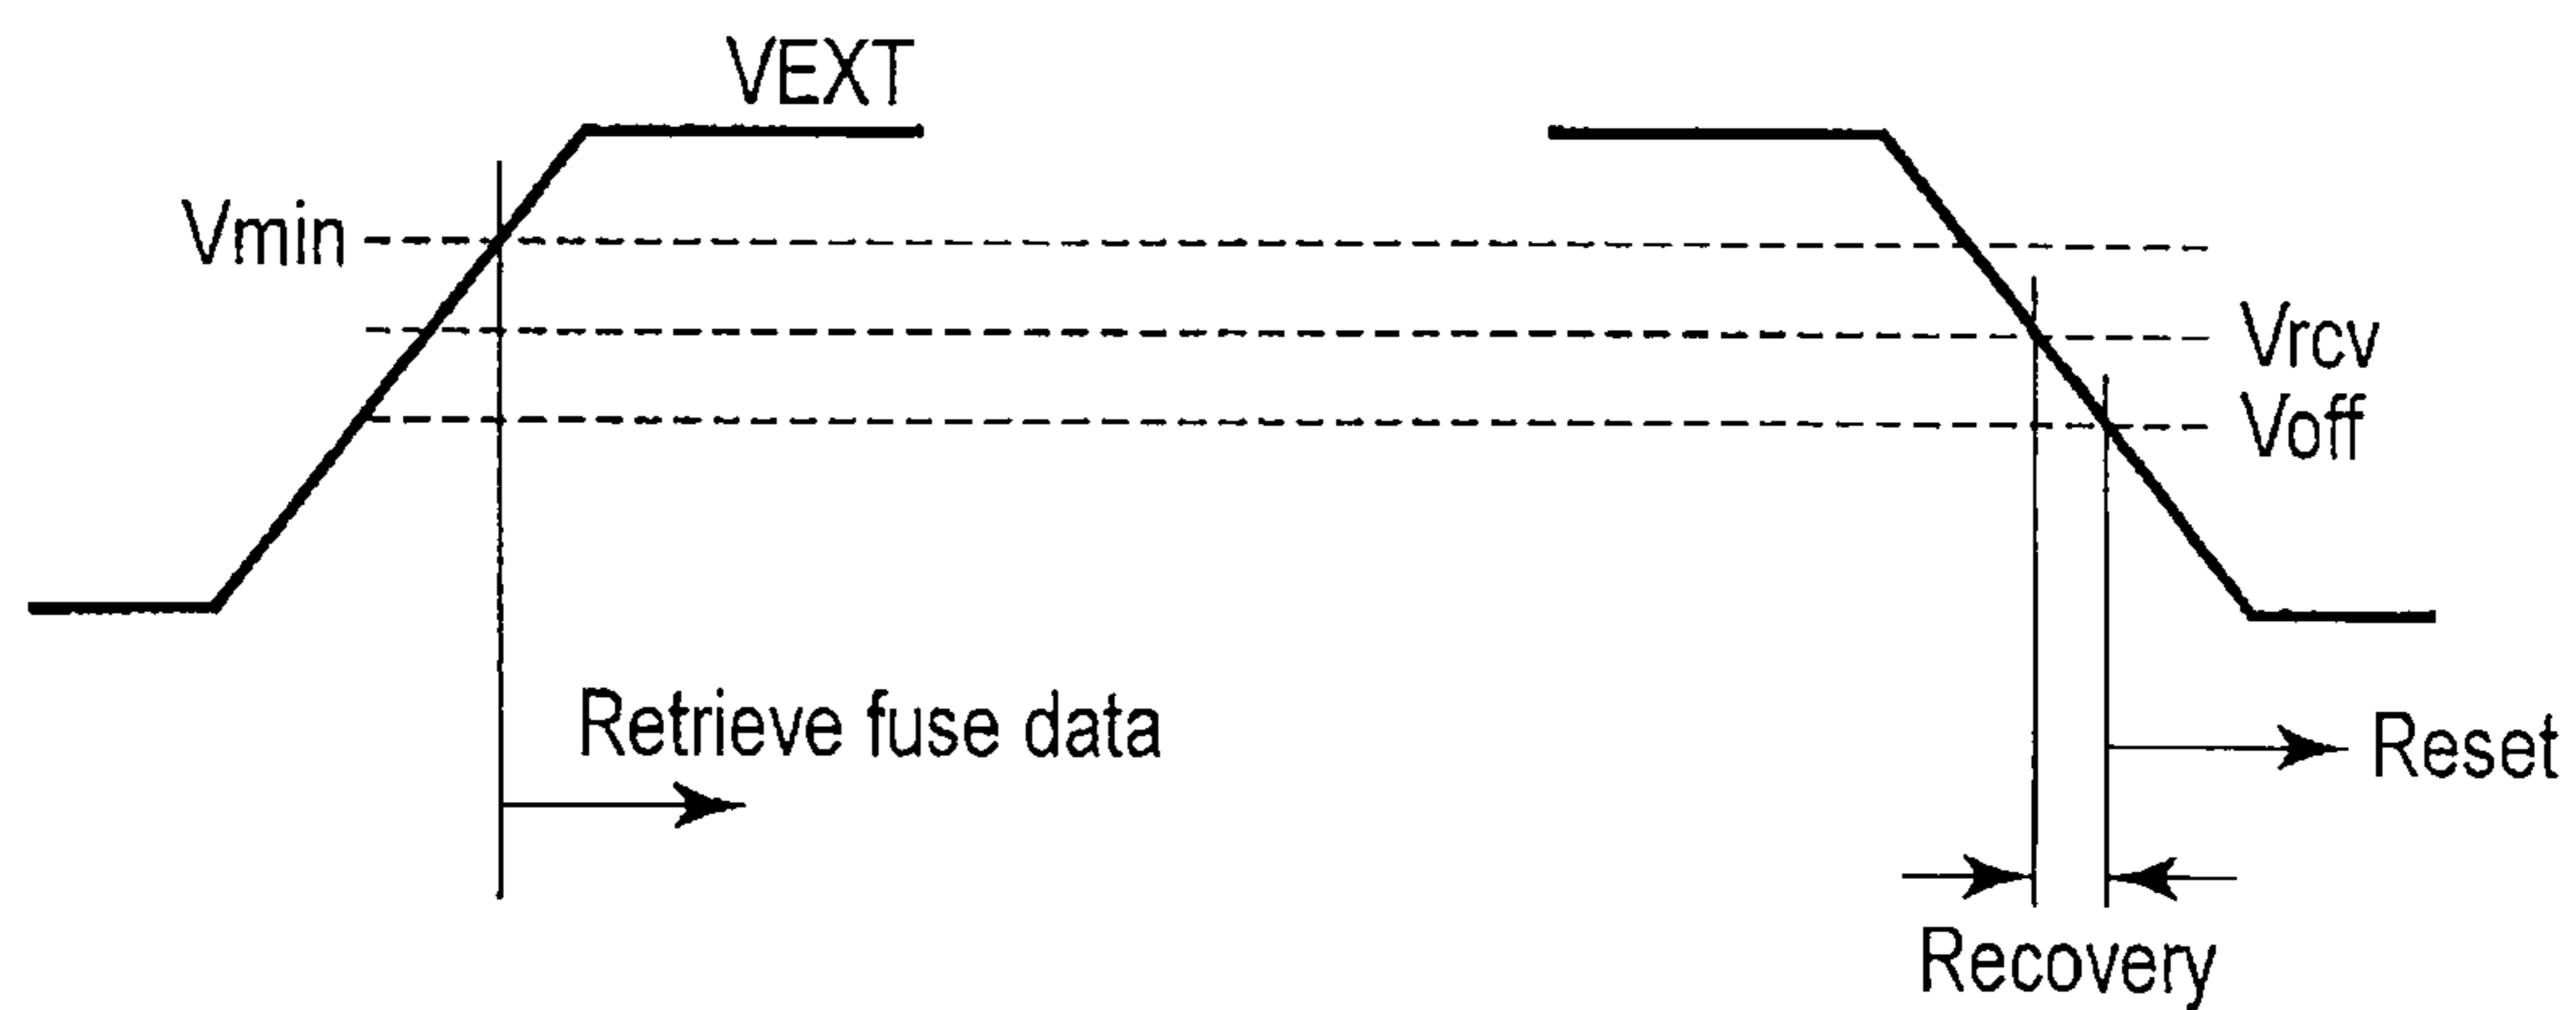 VEXT
Vmin
Vrcv
Voff
Retrieve fuse data
Reset
Recovery